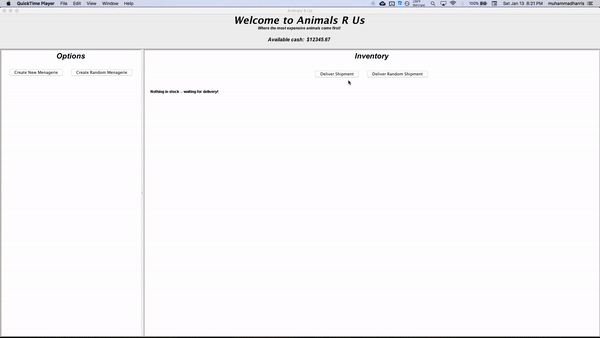 QuickTime Player File Edit View Window Help
100% Sat Jan 13 8:21 PM muhammadharris
Animals R Us
Welcome to Animals R Us
Where the most expensive animals come first!
Available cash: $12345.67
Options
Create New Menagerie Create Random Menagerie
Inventory
Deliver Shipment Deliver Random Shipment
Nothing in stock -- waiting for delivery!